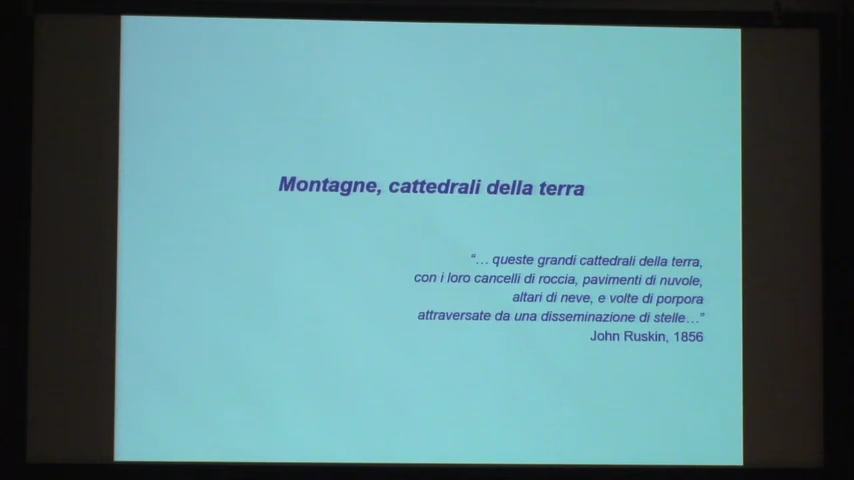 Montagne, cattedrali della terra
“… queste grandi cattedrali della terra,
con i loro cancelli di roccia, pavimenti di nuvole,
altari di neve, e volte di porpora
attraversate da una disseminazione di stelle…”
John Ruskin, 1856